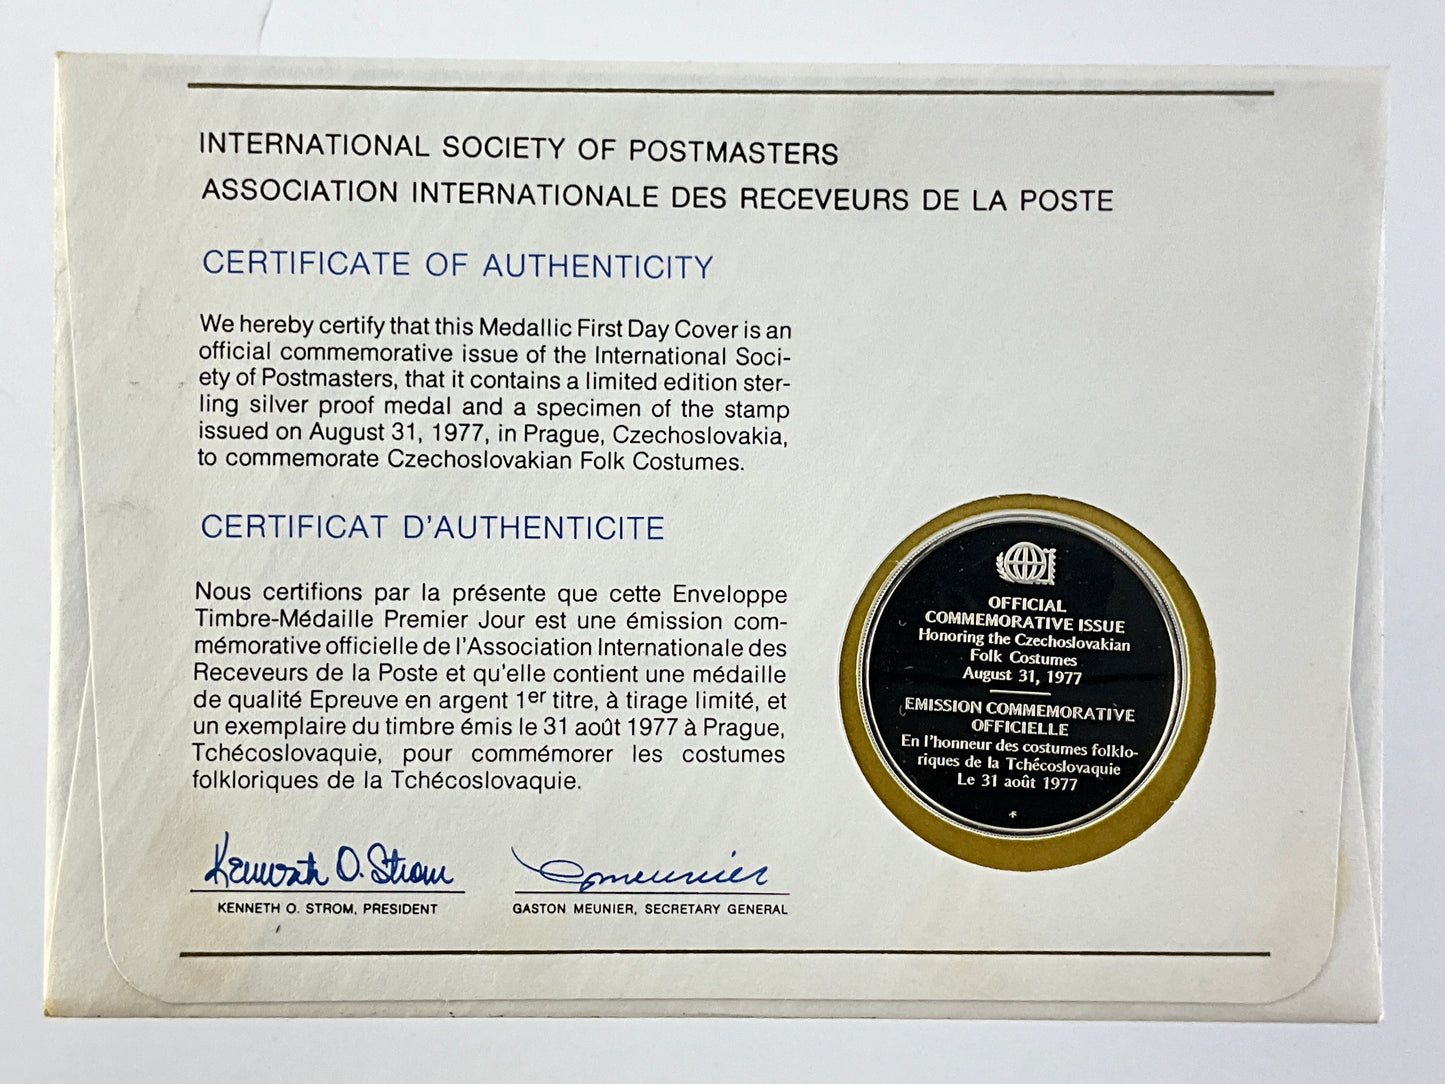 INTERNATIONAL SOCIETY OF POSTMASTERS
ASSOCIATION INTERNATIONALE DES RECEVEURS DE LA POSTE
CERTIFICATE OF AUTHENTICITY
We hereby certify that this Medallic First Day Cover is an
official commemorative issue of the International Soci-
ety of Postmasters, that it contains a limited edition ster-
ling silver proof medal and a specimen of the stamp
issued on August 31, 1977, in Prague, Czechoslovakia,
to commemorate Czechoslovakian Folk Costumes.
CERTIFICAT D'AUTHENTICITE
Nous certifions par la présente que cette Enveloppe
Timbre-Médaille Premier Jour est une émission com-
mémorative officielle de l'Association Internationale des
Receveurs de la Poste et qu'elle contient une médaille
de qualité Epreuve en argent 1er titre, à tirage limité, et
un exemplaire du timbre émis le 31 août 1977 à Prague,
Tchécoslovaquie, pour commémorer les costumes
folkloriques de la Tchécoslovaquie.
Kenneth O. Strom
KENNETH O. STROM, PRESIDENT
Gmeunier
GASTON MEUNIER, SECRETARY GENERAL
OFFICIAL
COMMEMORATIVE ISSUE
Honoring the Czechoslovakian
Folk Costumes
August 31, 1977
EMISSION COMMEMORATIVE
OFFICIELLE
En l'honneur des costumes folklo-
riques de la Tchécoslovaquie
Le 31 août 1977